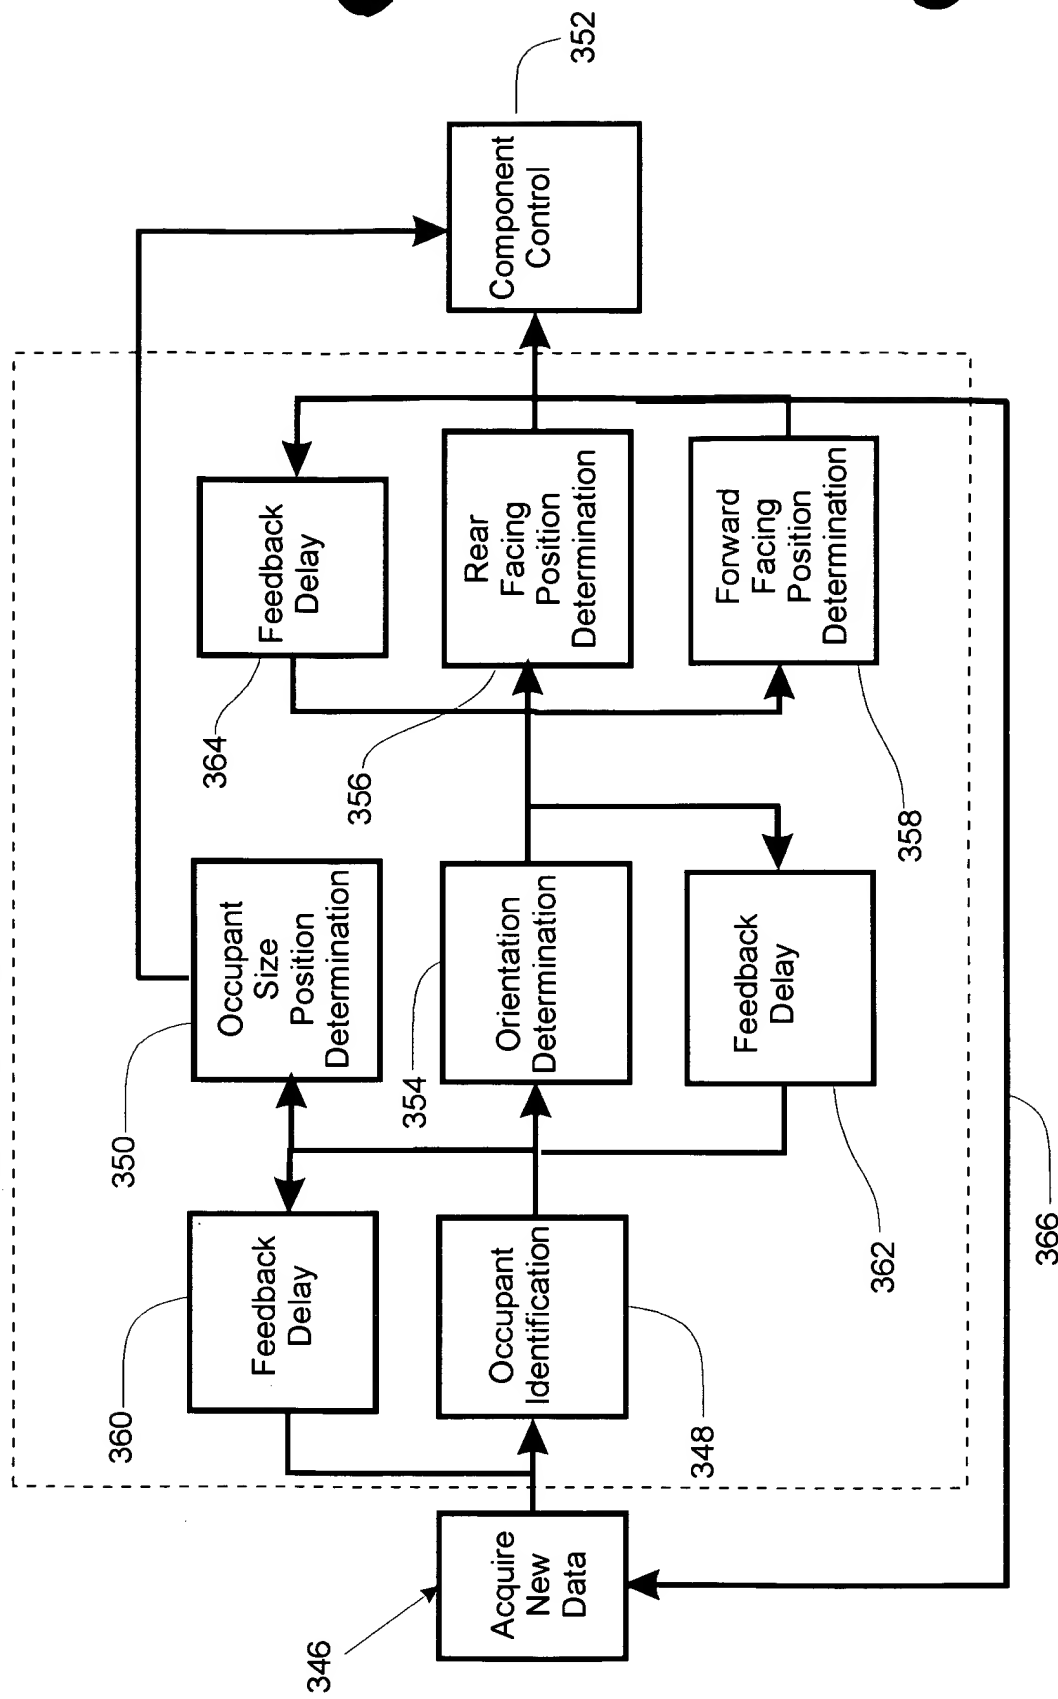 364
Feedback
Delay
352
350
Occupant
Size
Position
Determination
360
Feedback
Delay
356
Rear
Facing
Position
Determination
Component
Control
354
Orientation
Determination
346
Acquire
New
Data
Occupant
Identification
348
Feedback
Delay
362
Forward
Facing
Position
Determination
358
366